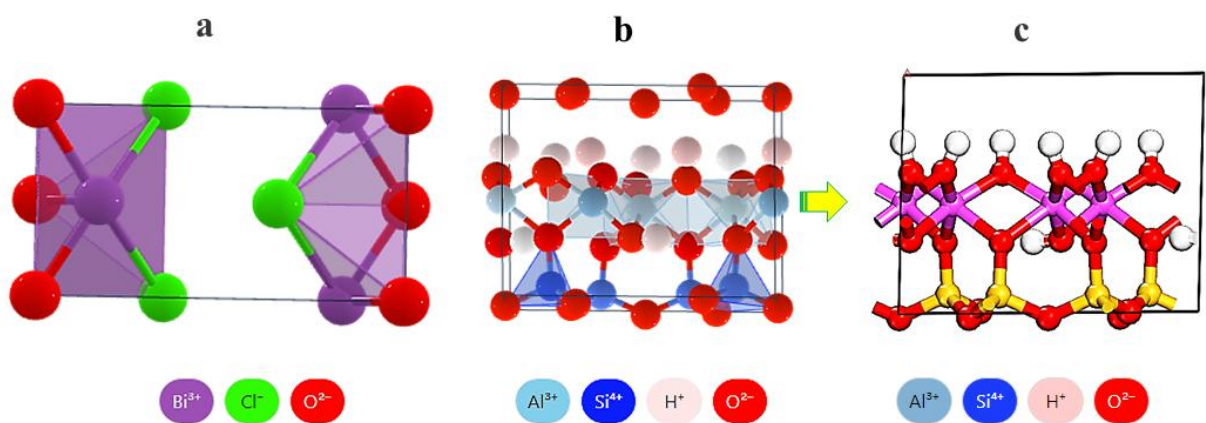 a b c
Bi³⁺ Cl⁻ O²⁻ Al³⁺ Si⁴⁺ H⁺ O²⁻ Al³⁺ Si⁴⁺ H⁺ O²⁻